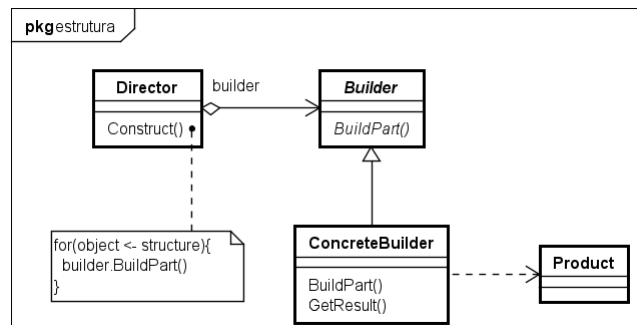 pkg estrutura
Director
builder
Builder
Construct()
BuildPart()
for(object <- structure){
builder.BuildPart()
}
ConcreteBuilder
BuildPart()
GetResult()
Product